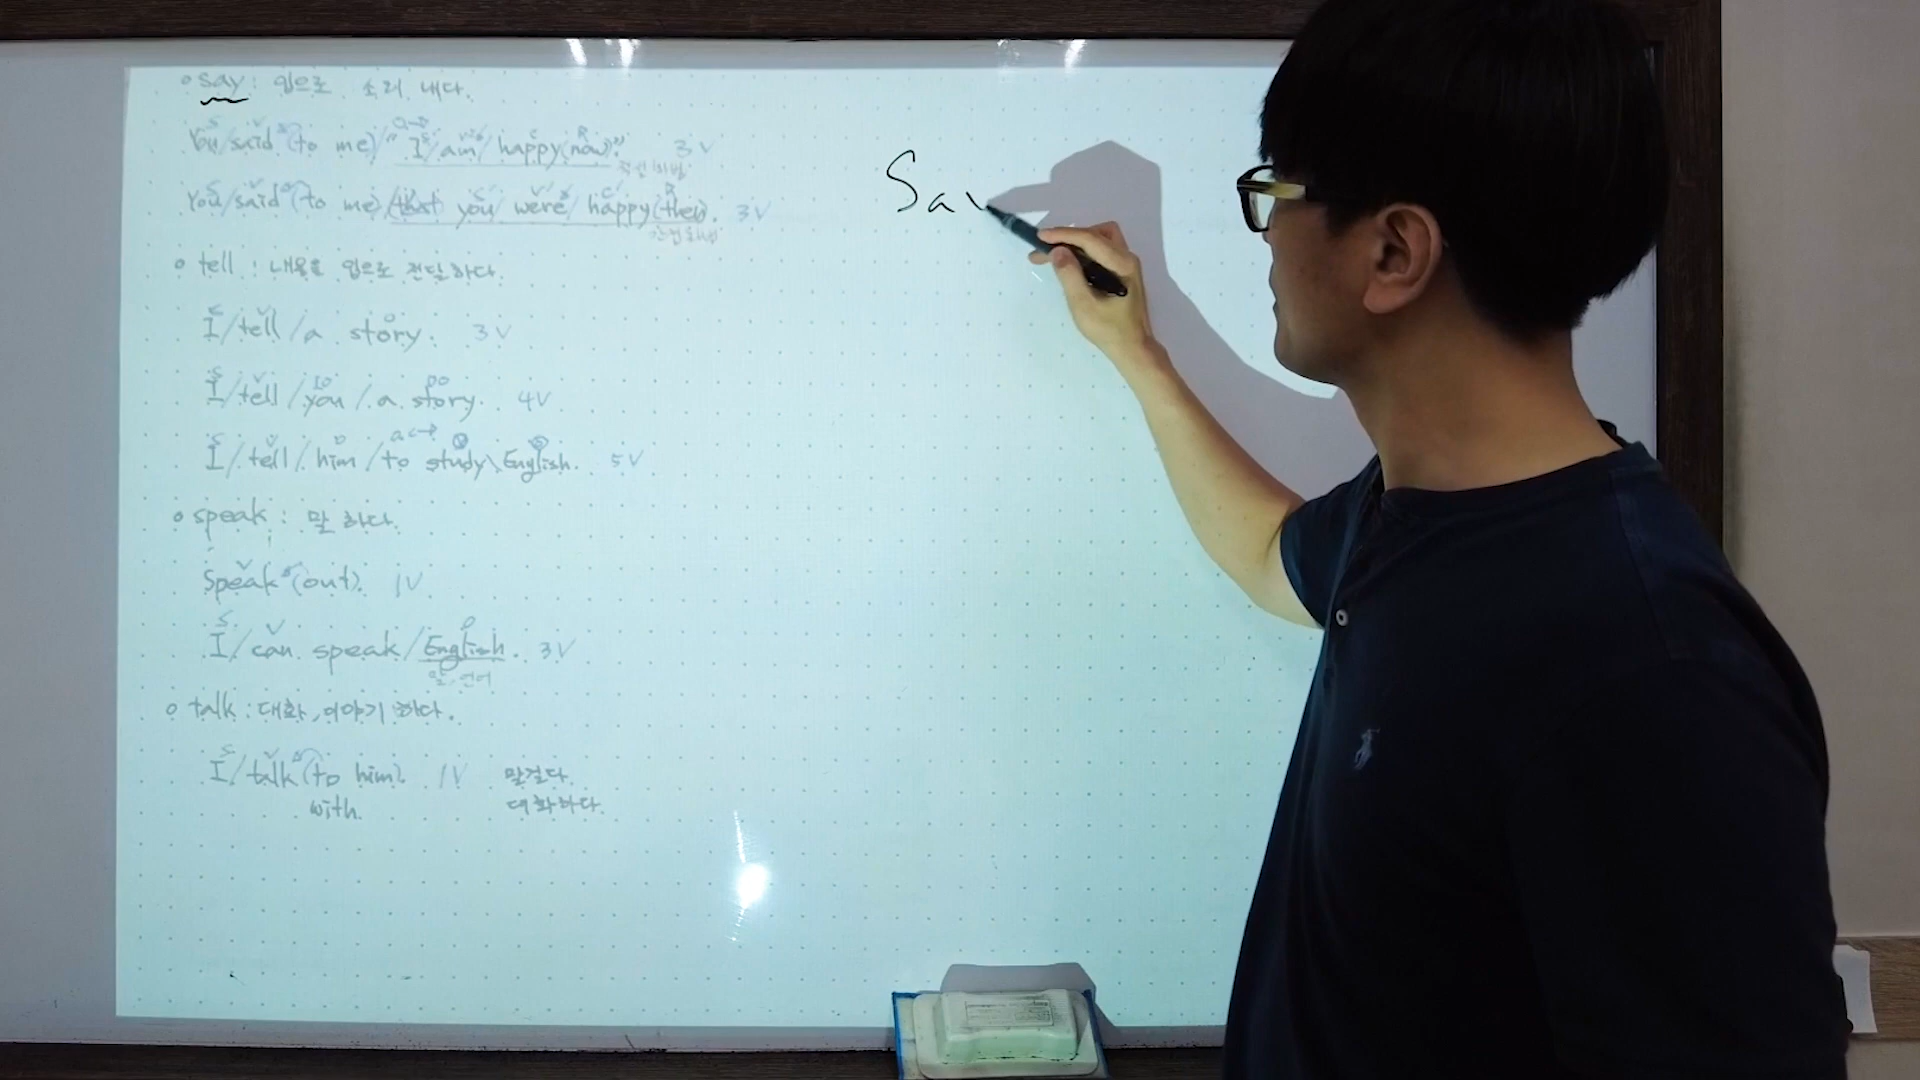 • say : 입으로 소리 내다.
You/said(to me)/"I/am/happy(now)". 3V
직접화법
You/said(to me)/(that you/were/happy(then). 3V
간접화법
• tell : 내용을 입으로 전달하다.
I/tell/a story. 3V
I/tell/you/a story. 4V
I/tell/him/to study\English. 5V
• speak : 말 하다.
Speak(out). 1V
I/can speak/English. 3V
말, 언어
• talk : 대화, 이야기 하다.
I/talk(to him). 1V 말걸다.
with. 대화하다.
Say